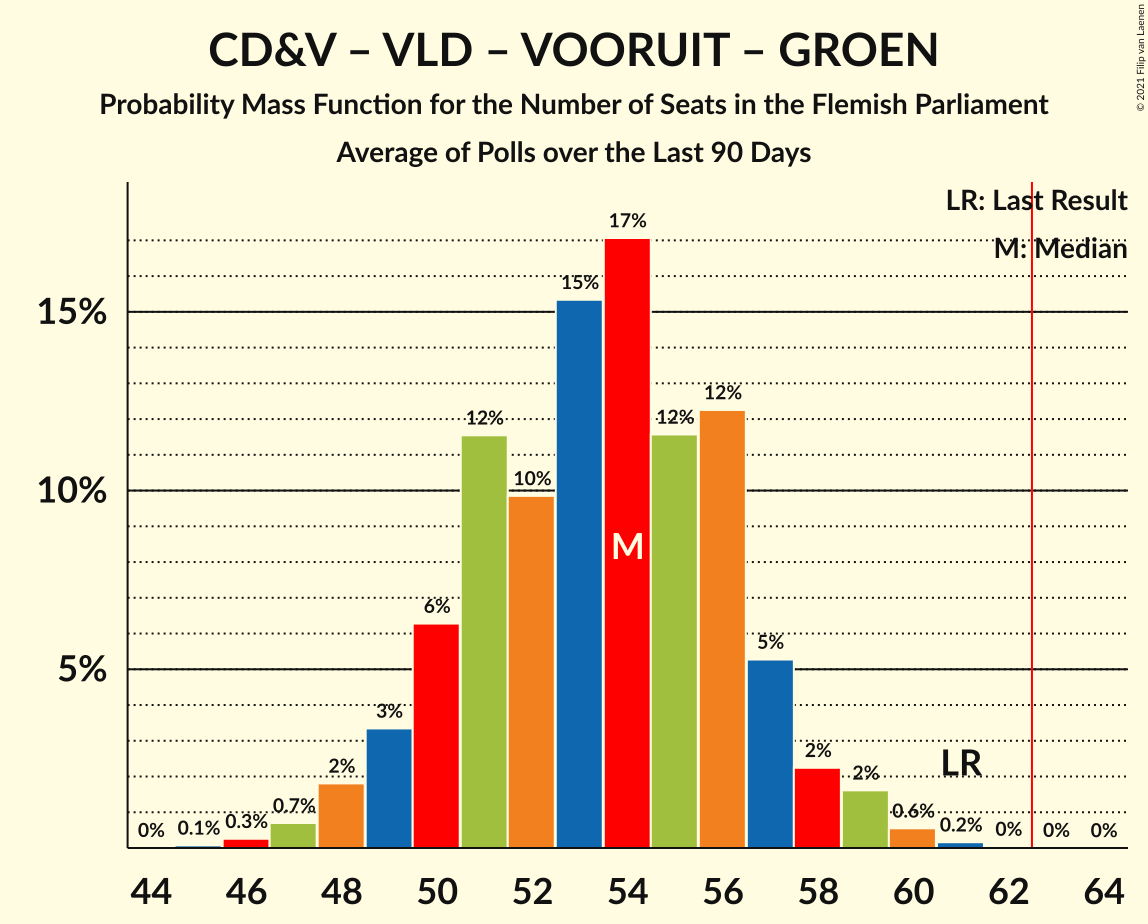 CD&V – VLD – VOORUIT – GROEN
Probability Mass Function for the Number of Seats in the Flemish Parliament
Average of Polls over the Last 90 Days
© 2021 Filip van Laenen
LR: Last Result
M: Median
15%
10%
5%
0%
0.1%
0.3%
0.7%
2%
3%
6%
12%
10%
15%
17%
12%
12%
5%
2%
2%
0.6%
0.2%
0%
0%
0%
M
LR
44 46 48 50 52 54 56 58 60 62 64